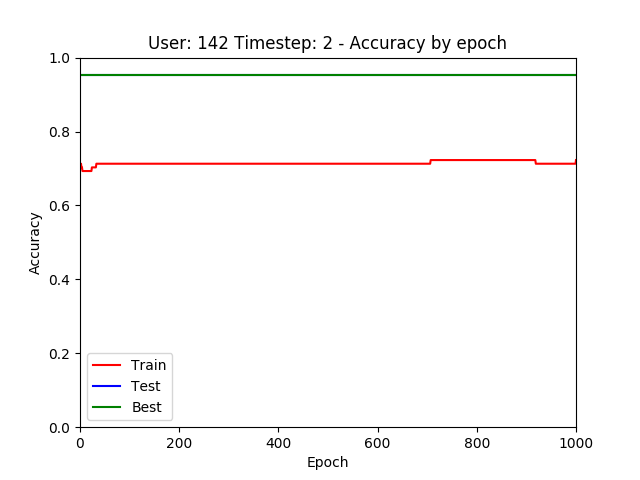 User: 142 Timestep: 2 - Accuracy by epoch
1.0
0.8
0.6
0.4
0.2
0.0
Accuracy
Train
Test
Best
0 200 400 600 800 1000
Epoch